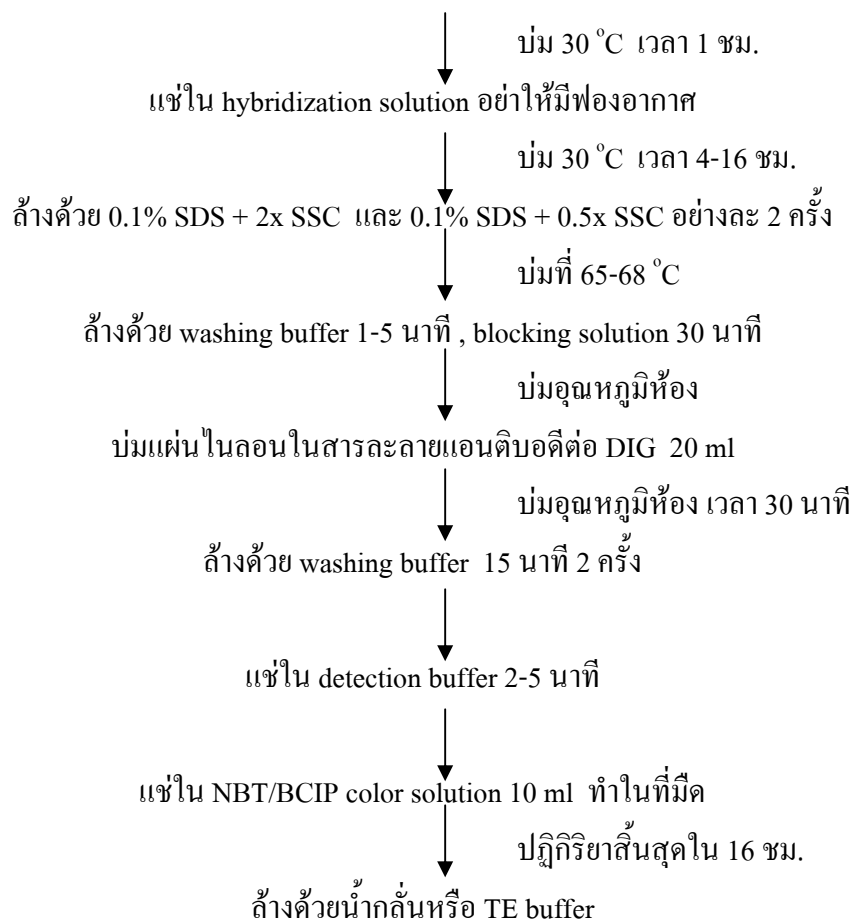 บ่ม 30 °C เวลา 1 ชม.
แช่ใน hybridization solution อย่าให้มีฟองอากาศ
บ่ม 30 °C เวลา 4-16 ชม.
ล้างด้วย 0.1% SDS + 2x SSC และ 0.1% SDS + 0.5x SSC อย่างละ 2 ครั้ง
บ่มที่ 65-68 °C
ล้างด้วย washing buffer 1-5 นาที , blocking solution 30 นาที
บ่มอุณหภูมิห้อง
บ่มแผ่นไนลอนในสารละลายแอนติบอดีต่อ DIG 20 ml
บ่มอุณหภูมิห้อง เวลา 30 นาที
ล้างด้วย washing buffer 15 นาที 2 ครั้ง
แช่ใน detection buffer 2-5 นาที
แช่ใน NBT/BCIP color solution 10 ml ทำในที่มืด
ปฏิกิริยาสิ้นสุดใน 16 ชม.
ล้างด้วยน้ำกลั่นหรือ TE buffer